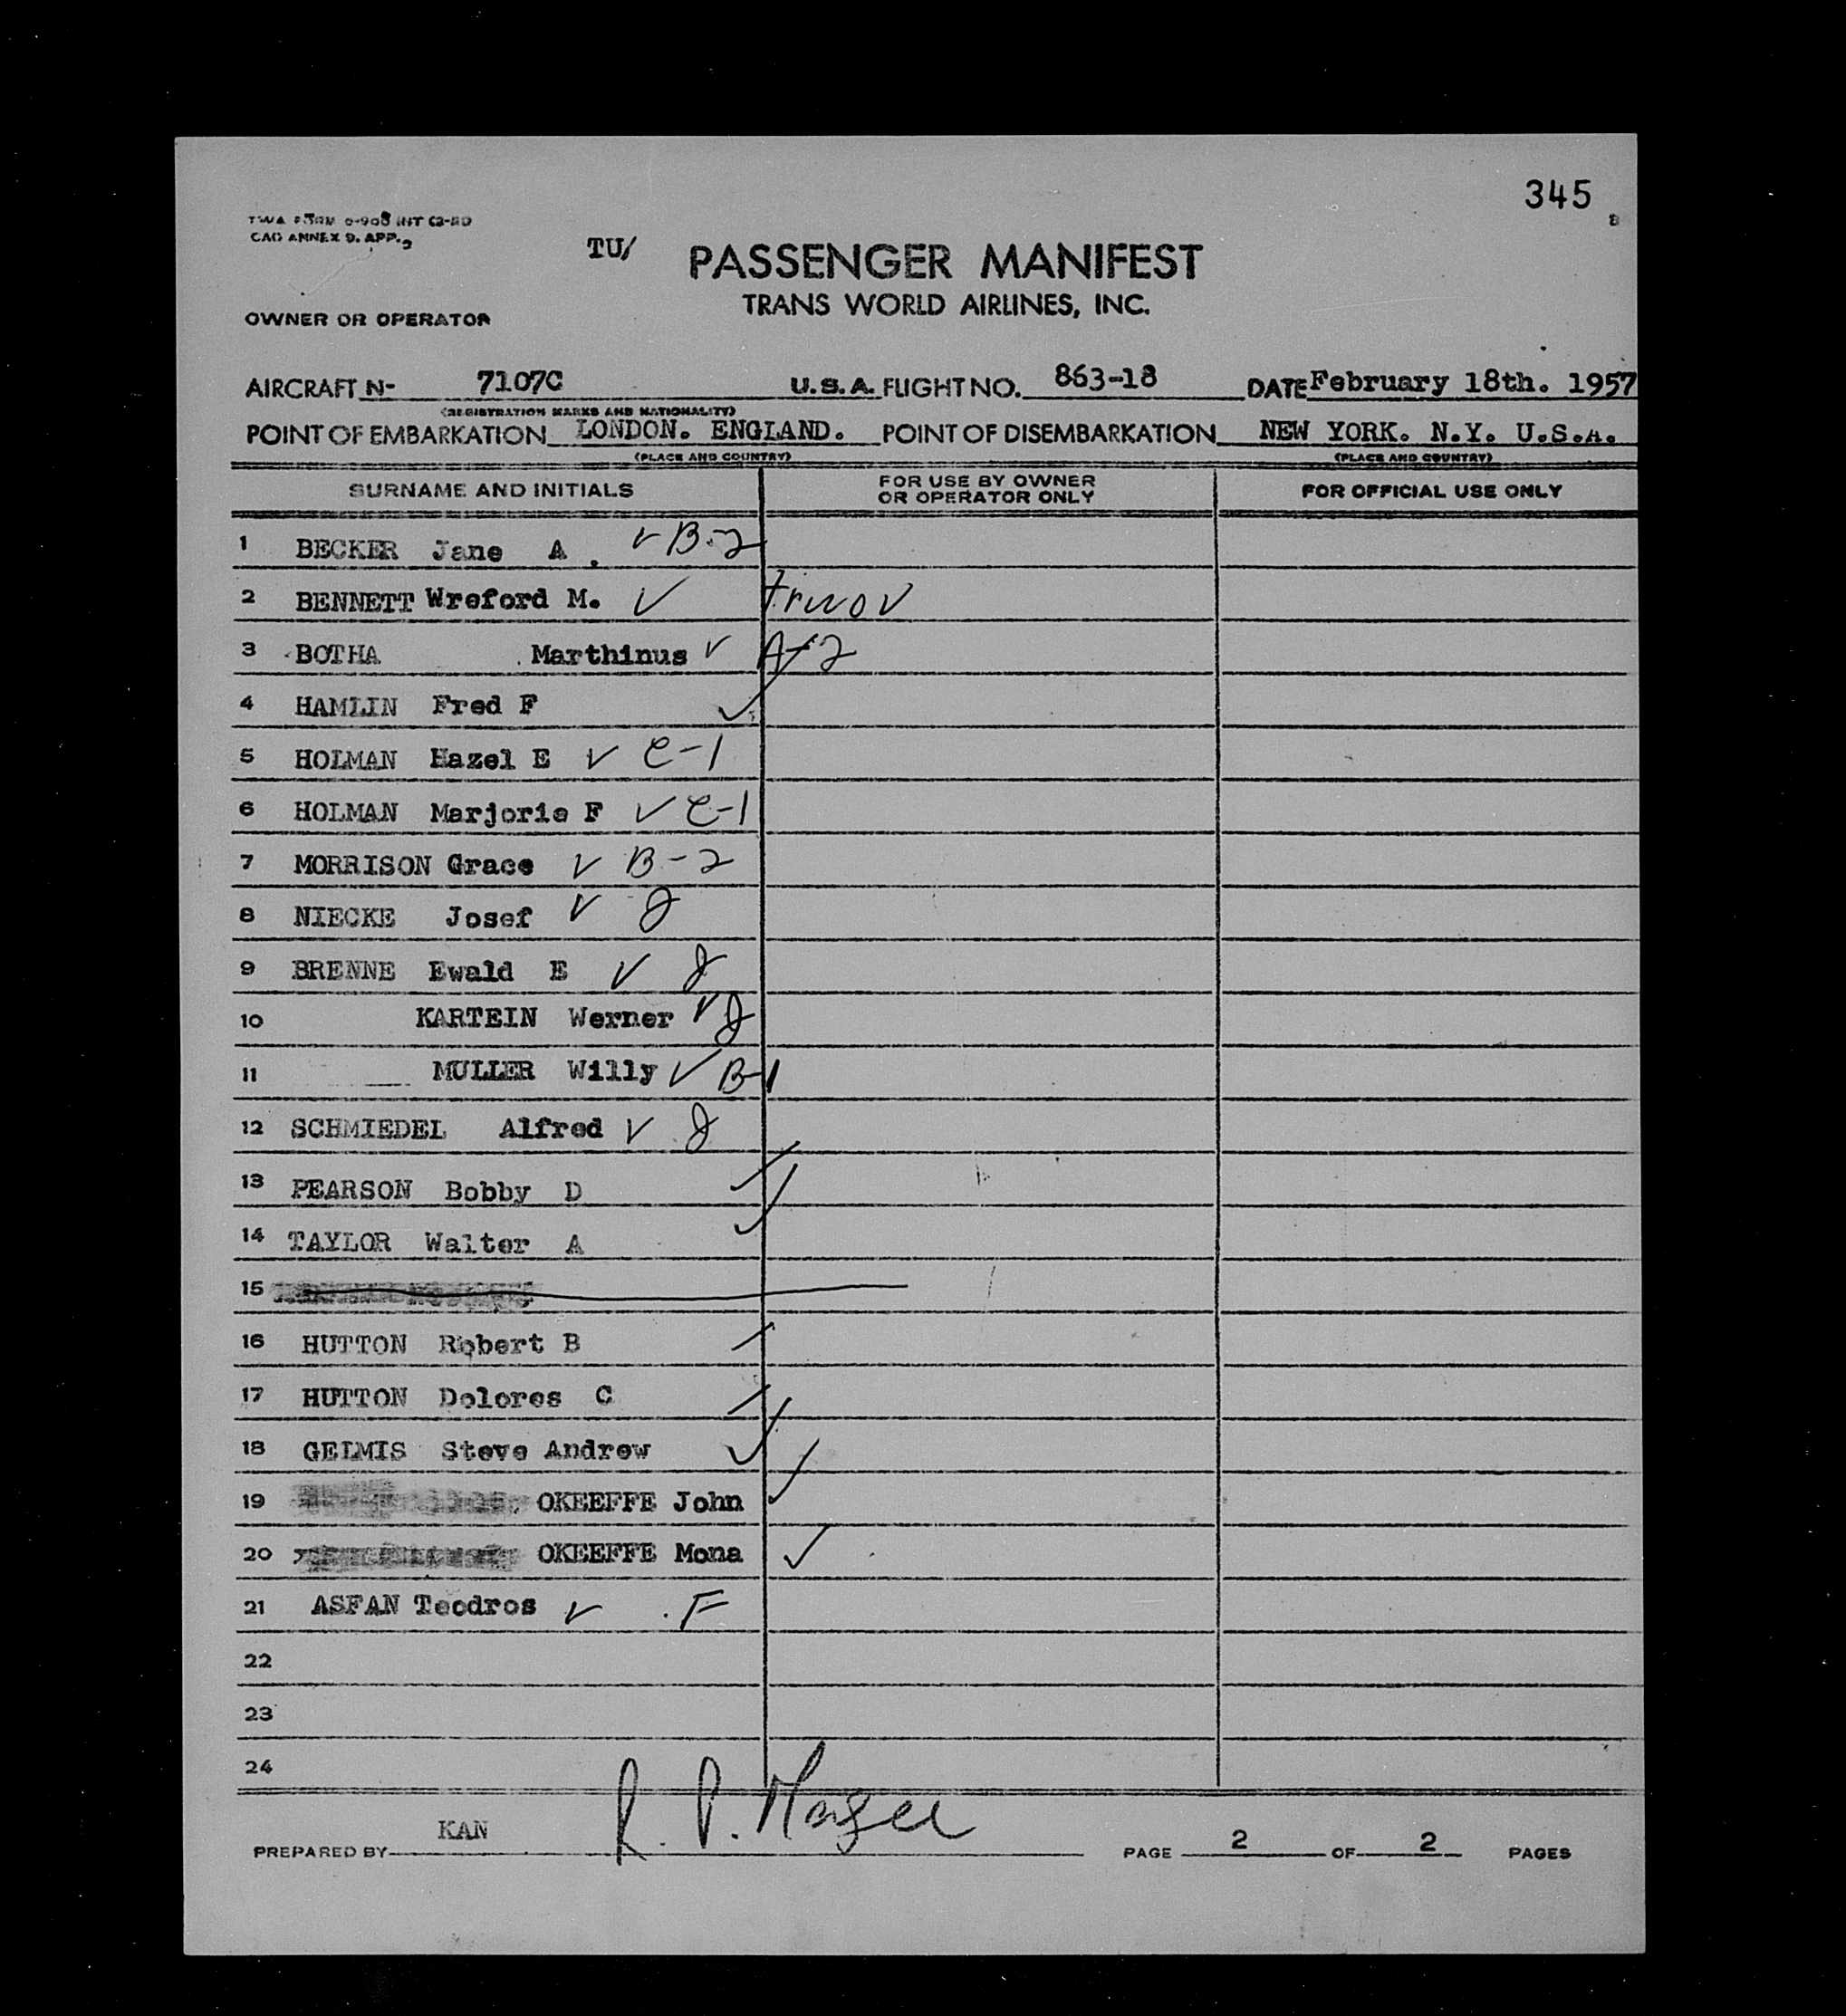 345
TWA FORM 0-908 INT (3-50
CAO ANNEX 9. APP. 2
TU/
PASSENGER MANIFEST
TRANS WORLD AIRLINES, INC.
OWNER OR OPERATOR
AIRCRAFT N- 7107C U.S.A. FLIGHT NO. 863-18 DATE February 18th. 1957
(REGISTRATION MARKS AND NATIONALITY)
POINT OF EMBARKATION LONDON. ENGLAND. POINT OF DISEMBARKATION NEW YORK. N.Y. U.S.A.
(PLACE AND COUNTRY) (PLACE AND COUNTRY)
SURNAME AND INITIALS FOR USE BY OWNER OR OPERATOR ONLY FOR OFFICIAL USE ONLY
1 BECKER Jane A. ✓ B-2
2 BENNETT Wreford M. ✓
3 BOTHA Marthinus ✓ A-2
4 HAMLIN Fred F ✓
5 HOLMAN Hazel E ✓ C-1
6 HOLMAN Marjorie F ✓ C-1
7 MORRISON Grace ✓ B-2
8 NIECKE Josef ✓
9 BRENNE Ewald E ✓
10 KARTEIN Werner ✓
11 MULLER Willy ✓ B-1
12 SCHMIEDEL Alfred ✓
13 PEARSON Bobby D ✓
14 TAYLOR Walter A ✓
15
16 HUTTON Robert B
17 HUTTON Dolores C
18 GELMIS Steve Andrew ✓
19 OKEEFFE John ✓
20 OKEEFFE Mona ✓
21 ASFAN Teodros ✓ F
22
23
24
PREPARED BY KAN R. P. Magee PAGE 2 OF 2 PAGES